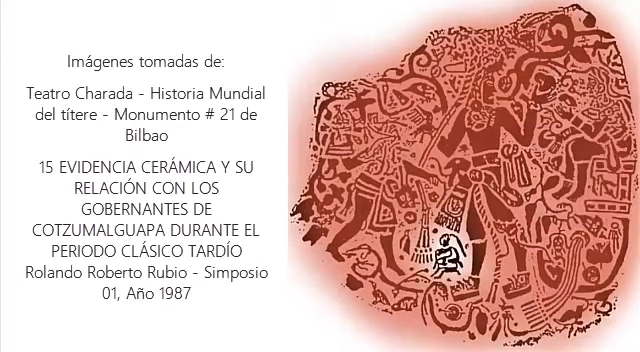 Imágenes tomadas de:
Teatro Charada - Historia Mundial
del títere - Monumento # 21 de
Bilbao
15 EVIDENCIA CERÁMICA Y SU
RELACIÓN CON LOS
GOBERNANTES DE
COTZUMALGUAPA DURANTE EL
PERIODO CLÁSICO TARDÍO
Rolando Roberto Rubio - Simposio
01, Año 1987